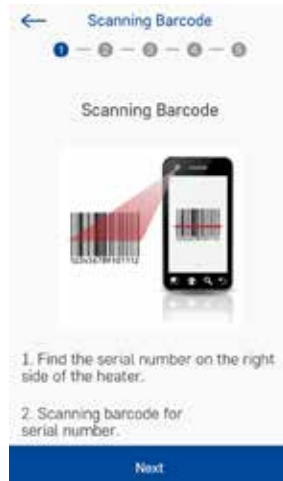 Scanning Barcode
1 2 3 4 5
Scanning Barcode
123456789101112
1. Find the serial number on the right
side of the heater.
2. Scanning barcode for
serial number.
Next